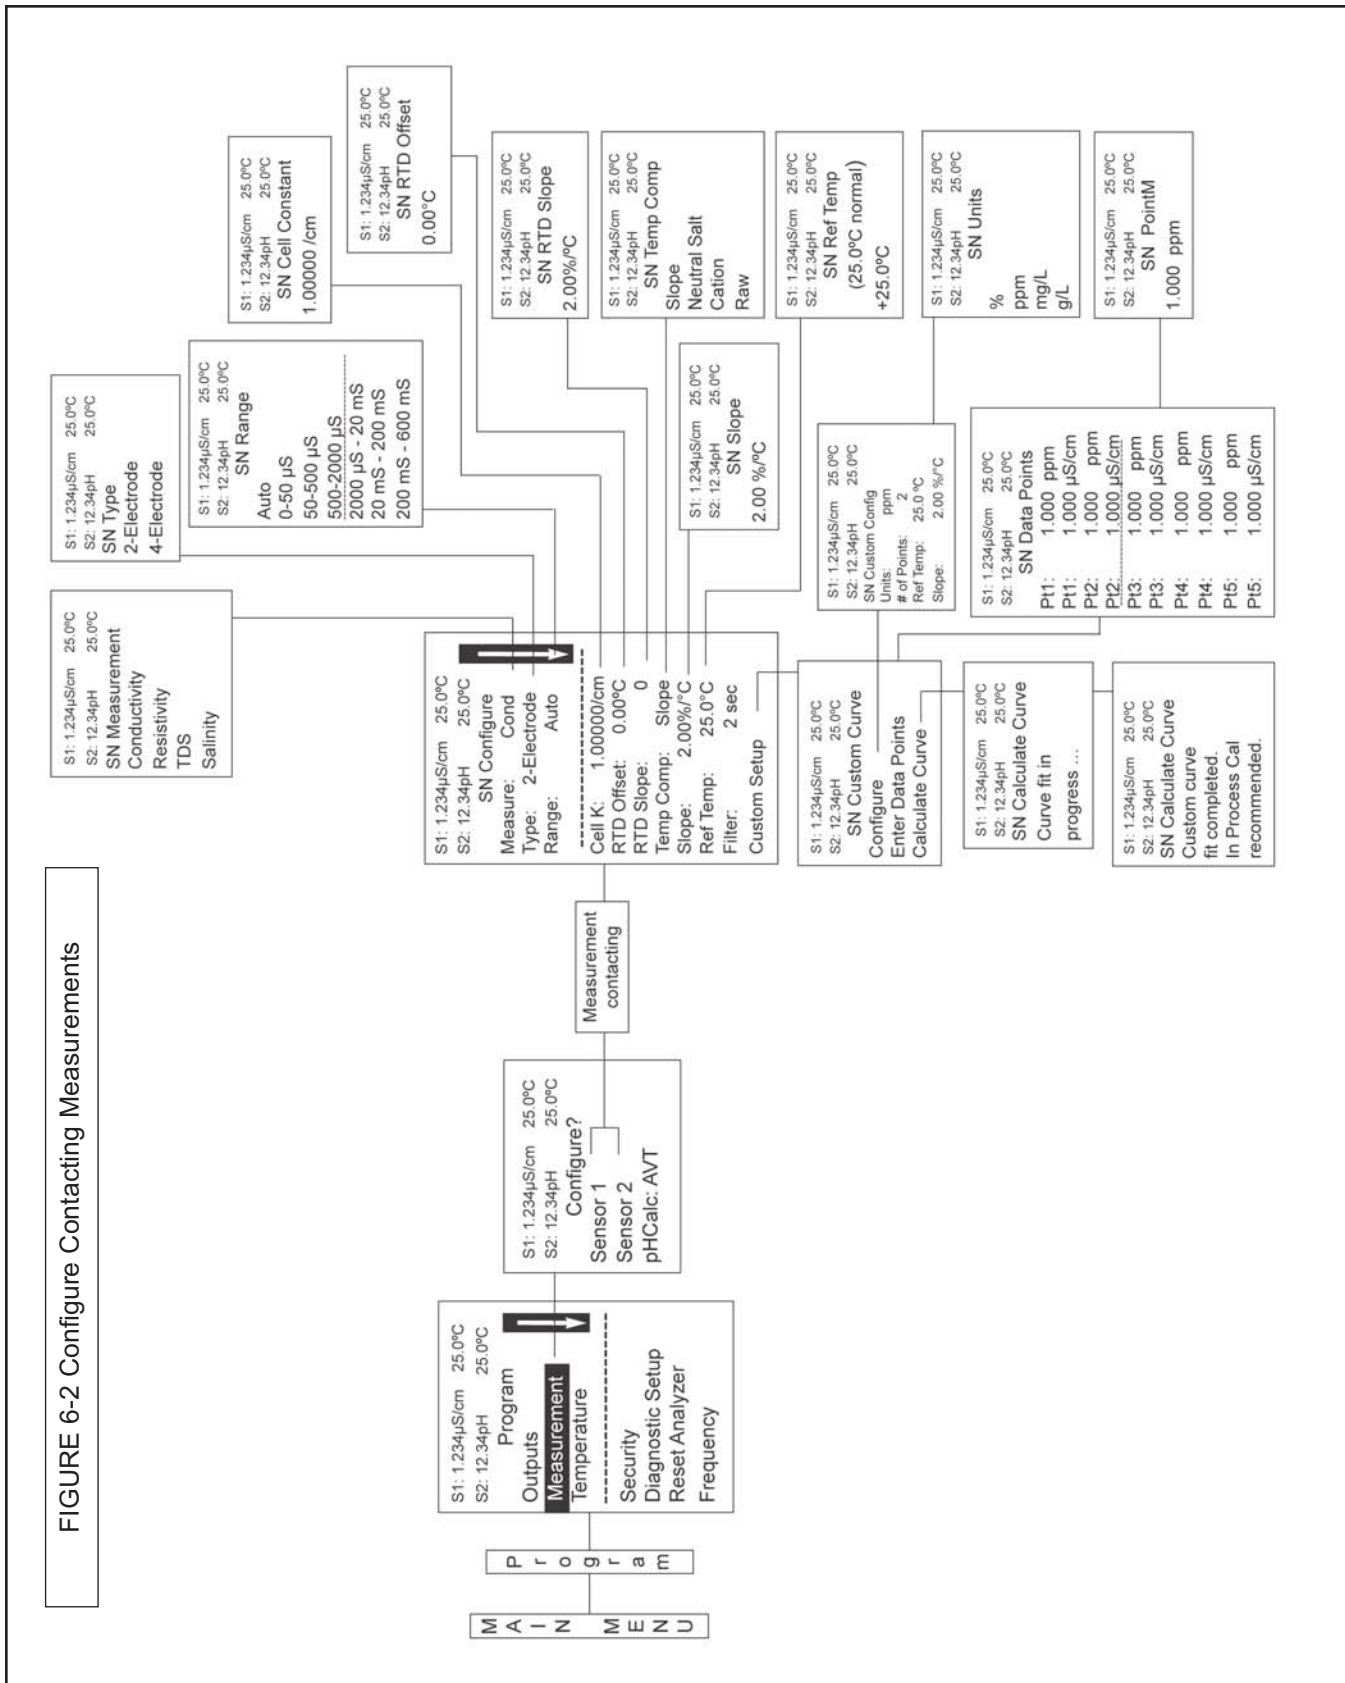 FIGURE 6-2 Configure Contacting Measurements
MAIN MENU
Program
S1: 1.234µS/cm 25.0ºC
S2: 12.34pH 25.0ºC
Program
Outputs
Measurement
Temperature
Security
Diagnostic Setup
Reset Analyzer
Frequency
S1: 1.234µS/cm 25.0ºC
S2: 12.34pH 25.0ºC
Configure?
Sensor 1
Sensor 2
pHCalc: AVT
Measurement
contacting
S1: 1.234µS/cm 25.0ºC
S2: 12.34pH 25.0ºC
SN Configure
Measure: Cond
Type: 2-Electrode
Range: Auto
Cell K: 1.00000/cm
RTD Offset: 0.00ºC
RTD Slope: 0
Temp Comp: Slope
Slope: 2.00%/°C
Ref Temp: 25.0°C
Filter: 2 sec
Custom Setup
S1: 1.234µS/cm 25.0ºC
S2: 12.34pH 25.0ºC
SN Measurement
Conductivity
Resistivity
TDS
Salinity
S1: 1.234µS/cm 25.0ºC
S2: 12.34pH 25.0ºC
SN Type
2-Electrode
4-Electrode
S1: 1.234µS/cm 25.0ºC
S2: 12.34pH 25.0ºC
SN Range
Auto
0-50 µS
50-500 µS
500-2000 µS
2000 µS - 20 mS
20 mS - 200 mS
200 mS - 600 mS
S1: 1.234µS/cm 25.0ºC
S2: 12.34pH 25.0ºC
SN Cell Constant
1.00000 /cm
S1: 1.234µS/cm 25.0ºC
S2: 12.34pH 25.0ºC
SN RTD Offset
0.00°C
S1: 1.234µS/cm 25.0ºC
S2: 12.34pH 25.0ºC
SN RTD Slope
2.00%/ºC
S1: 1.234µS/cm 25.0ºC
S2: 12.34pH 25.0ºC
SN Temp Comp
Slope
Neutral Salt
Cation
Raw
S1: 1.234µS/cm 25.0ºC
S2: 12.34pH 25.0ºC
SN Slope
2.00 %/ºC
S1: 1.234µS/cm 25.0ºC
S2: 12.34pH 25.0ºC
SN Ref Temp
(25.0ºC normal)
+25.0ºC
S1: 1.234µS/cm 25.0ºC
S2: 12.34pH 25.0ºC
SN Custom Curve
Configure
Enter Data Points
Calculate Curve
S1: 1.234µS/cm 25.0ºC
S2: 12.34pH 25.0ºC
SN Custom Config
Units: ppm
# of Points: 2
Ref Temp: 25.0 ºC
Slope: 2.00 %/°C
S1: 1.234µS/cm 25.0ºC
S2: 12.34pH 25.0ºC
SN Units
%
ppm
mg/L
g/L
S1: 1.234µS/cm 25.0ºC
S2: 12.34pH 25.0ºC
SN Data Points
Pt1: 1.000 ppm
Pt1: 1.000 µS/cm
Pt2: 1.000 ppm
Pt2: 1.000 µS/cm
Pt3: 1.000 ppm
Pt3: 1.000 µS/cm
Pt4: 1.000 ppm
Pt4: 1.000 µS/cm
Pt5: 1.000 ppm
Pt5: 1.000 µS/cm
S1: 1.234µS/cm 25.0ºC
S2: 12.34pH 25.0ºC
SN PointM
1.000 ppm
S1: 1.234µS/cm 25.0ºC
S2: 12.34pH 25.0ºC
SN Calculate Curve
Curve fit in
progress ...
S1: 1.234µS/cm 25.0ºC
S2: 12.34pH 25.0ºC
SN Calculate Curve
Custom curve
fit completed.
In Process Cal
recommended.